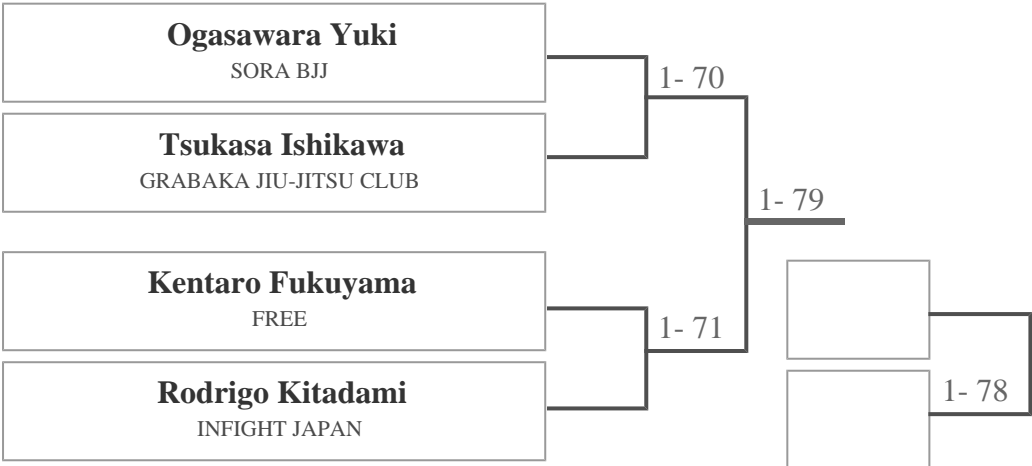 Ogasawara Yuki
SORA BJJ
1- 70
Tsukasa Ishikawa
GRABAKA JIU-JITSU CLUB
1- 79
Kentaro Fukuyama
FREE
1- 71
Rodrigo Kitadami
INFIGHT JAPAN
1- 78